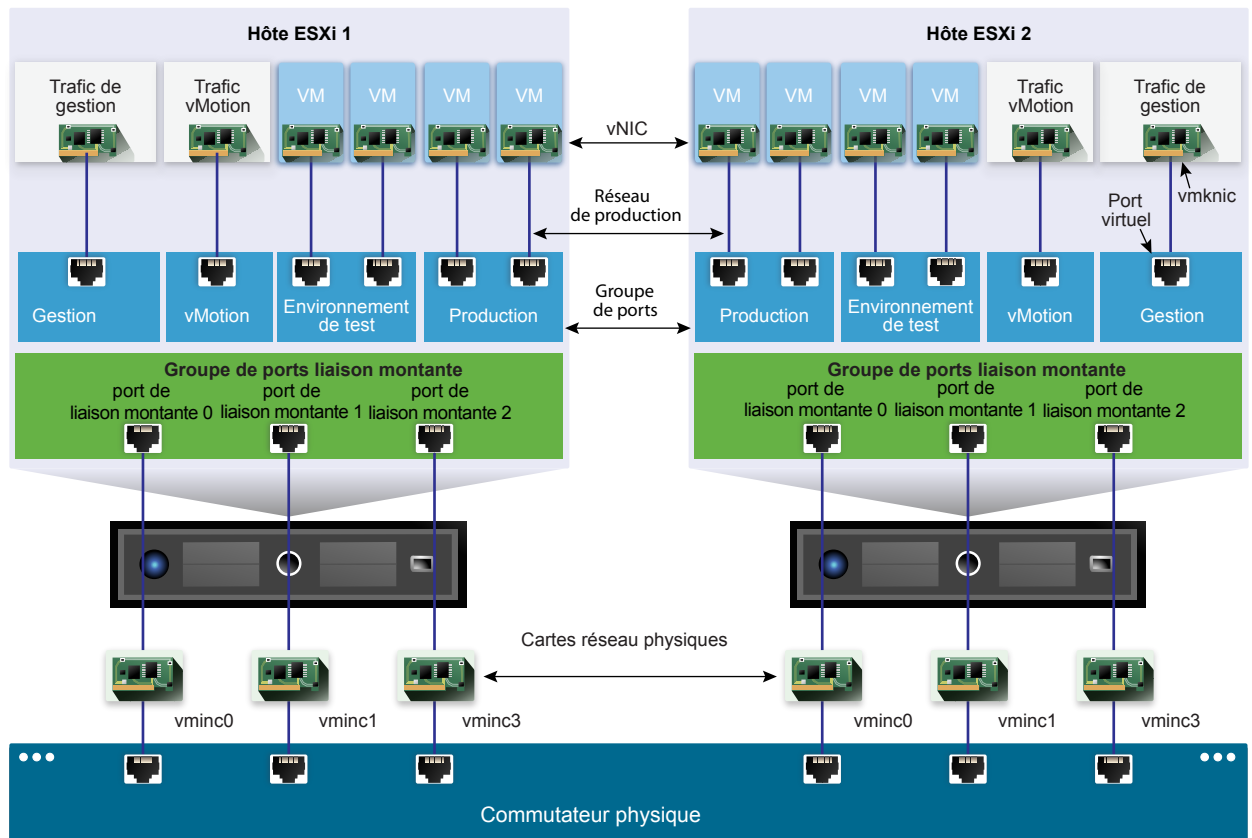 Hôte ESXi 1
Hôte ESXi 2
Trafic de
gestion
Trafic
vMotion
VM
VM
VM
VM
vNIC
VM
VM
VM
VM
Trafic
vMotion
Trafic de
gestion
vmknic
Réseau
de production
Port
virtuel
Gestion
vMotion
Environnement
de test
Production
Groupe
de ports
Production
Environnement
de test
vMotion
Gestion
Groupe de ports liaison montante
port de
liaison montante 0
port de
liaison montante 1
port de
liaison montante 2
Groupe de ports liaison montante
port de
liaison montante 0
port de
liaison montante 1
port de
liaison montante 2
Cartes réseau physiques
vminc0
vminc1
vminc3
vminc0
vminc1
vminc3
Commutateur physique